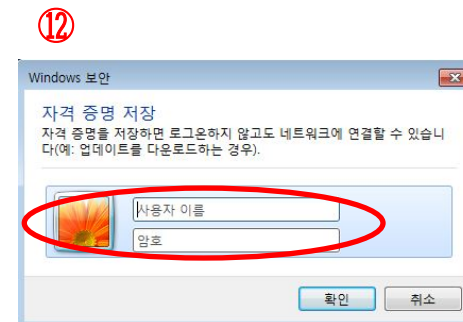 ⑫
Windows 보안
자격 증명 저장
자격 증명을 저장하면 로그온하지 않고도 네트워크에 연결할 수 있습니
다(예: 업데이트를 다운로드하는 경우).
사용자 이름
암호
확인 취소